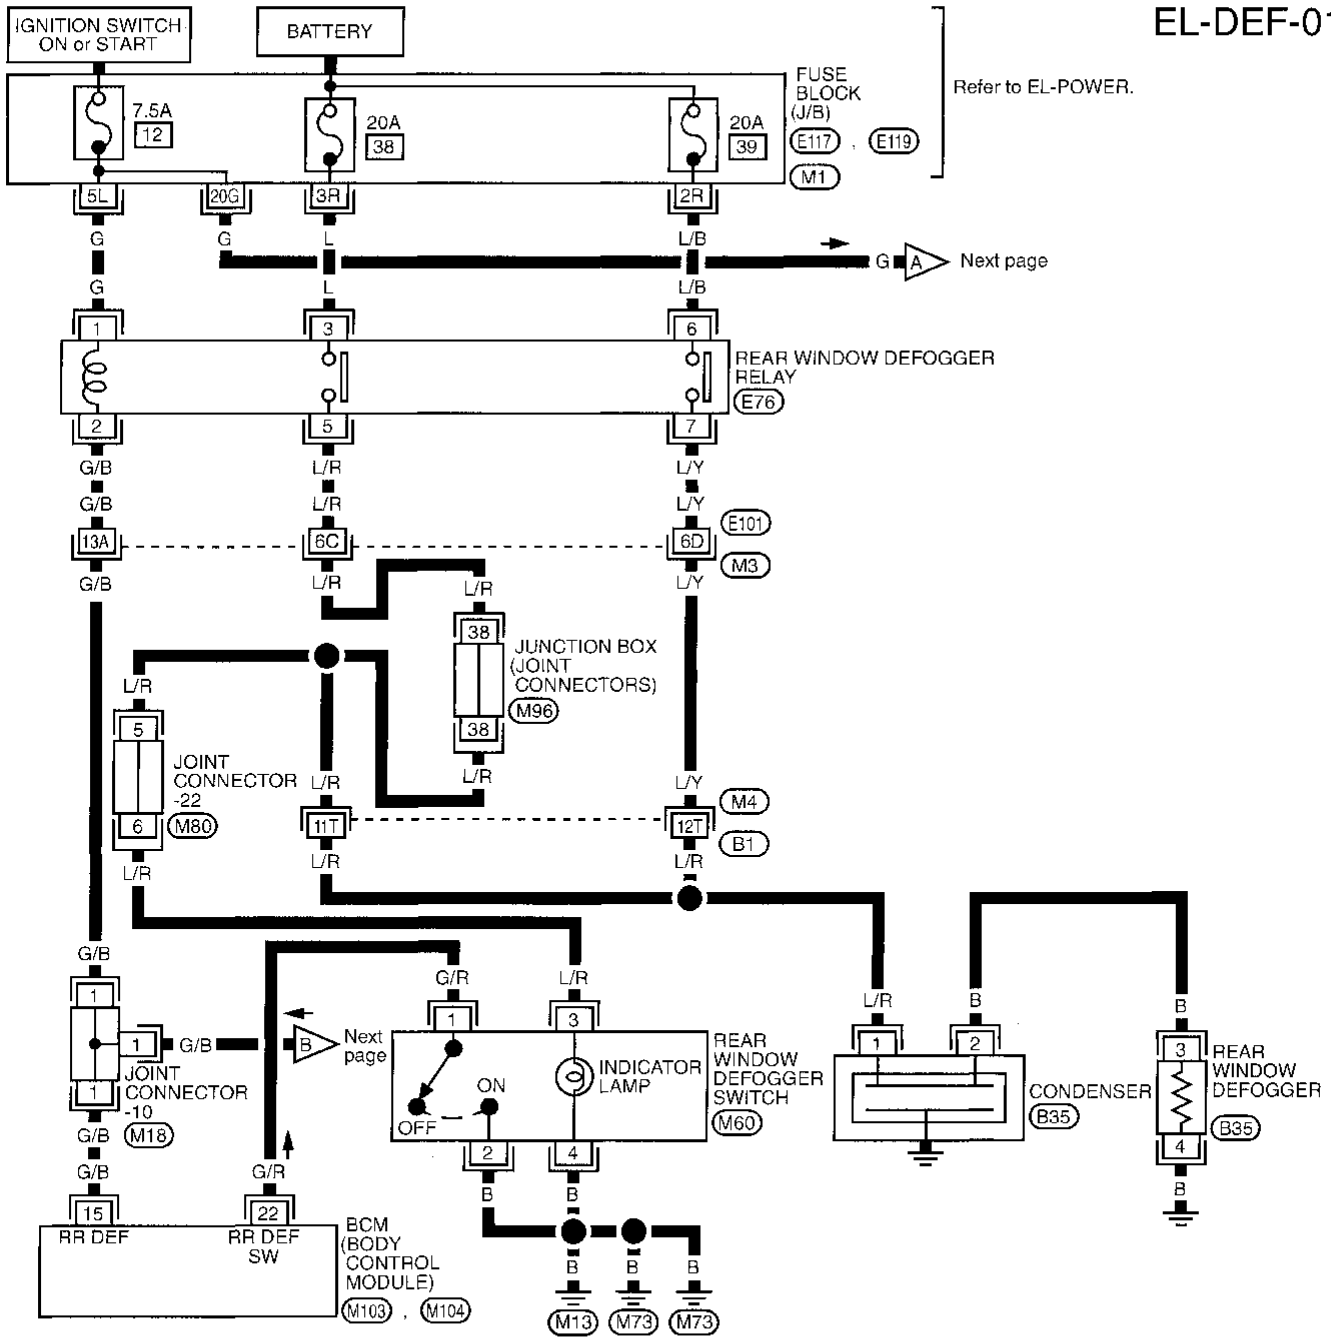 EL-DEF-01
IGNITION SWITCH
ON or START
BATTERY
7.5A
12
20A
38
20A
39
FUSE
BLOCK
(J/B)
E117 , E119
M1
Refer to EL-POWER.
5L
20G
3R
2R
G
G
L
L/B
G
A
Next page
G
L
L/B
1
3
6
REAR WINDOW DEFOGGER
RELAY
E76
2
5
7
G/B
L/R
L/Y
G/B
L/R
L/Y
13A
6C
6D
E101
M3
G/B
L/R
L/R
L/Y
38
JUNCTION BOX
(JOINT
CONNECTORS)
M96
38
L/R
L/R
5
JOINT
CONNECTOR
-22
M80
6
L/R
L/R
L/Y
11T
12T
M4
B1
L/R
L/R
G/B
G/R
L/R
L/R
B
B
1
1
G/B
B
Next
page
JOINT
CONNECTOR
-10
M18
1
G/B
G/B
G/R
1
3
INDICATOR
LAMP
ON
OFF
2
4
REAR
WINDOW
DEFOGGER
SWITCH
M60
1
2
CONDENSER
B35
3
REAR
WINDOW
DEFOGGER
B35
4
B
B
B
15
22
RR DEF
RR DEF
SW
BCM
(BODY
CONTROL
MODULE)
M103 , M104
B
B
B
M13
M73
M73